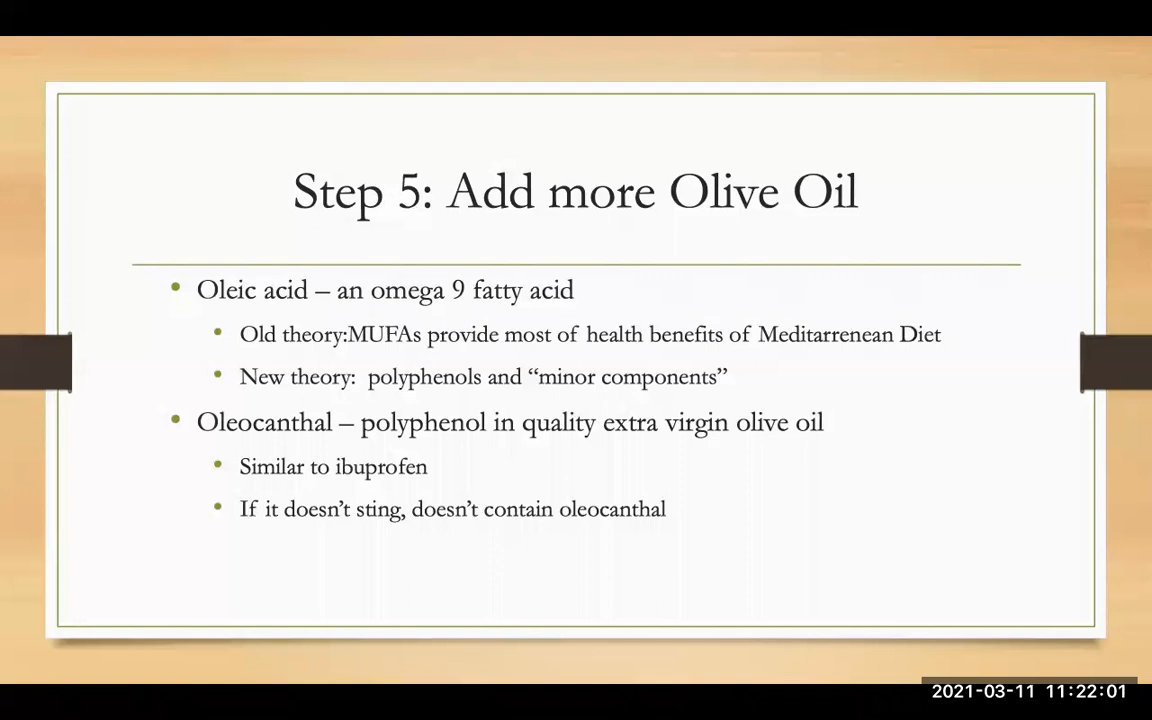 Step 5: Add more Olive Oil
• Oleic acid – an omega 9 fatty acid
• Old theory:MUFAs provide most of health benefits of Meditarrenean Diet
• New theory: polyphenols and “minor components”
• Oleocanthal – polyphenol in quality extra virgin olive oil
• Similar to ibuprofen
• If it doesn’t sting, doesn’t contain oleocanthal
2021-03-11 11:22:01